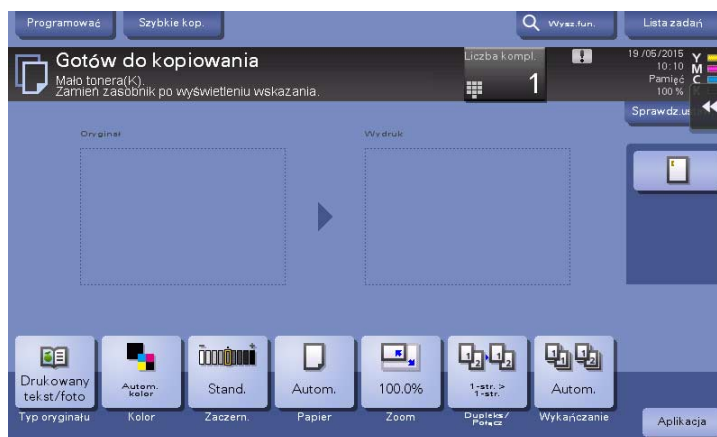 Programować
Szybkie kop.
Wysz.fun.
Lista zadań
Gotów do kopiowania
Mało tonera(K).
Zamień zasobnik po wyświetleniu wskazania.
Liczba kompl.
1
19/05/2015
10:10
Pamięć
100 %
Y
M
C
K
Sprawdz.u
Oryginał
Wydruk
Drukowany
tekst/foto
Autom.
kolor
Stand.
Autom.
100.0%
1-str. >
1-str.
Autom.
Typ oryginału
Kolor
Zaczern.
Papier
Zoom
Dupleks/
Połącz
Wykańczanie
Aplikacja